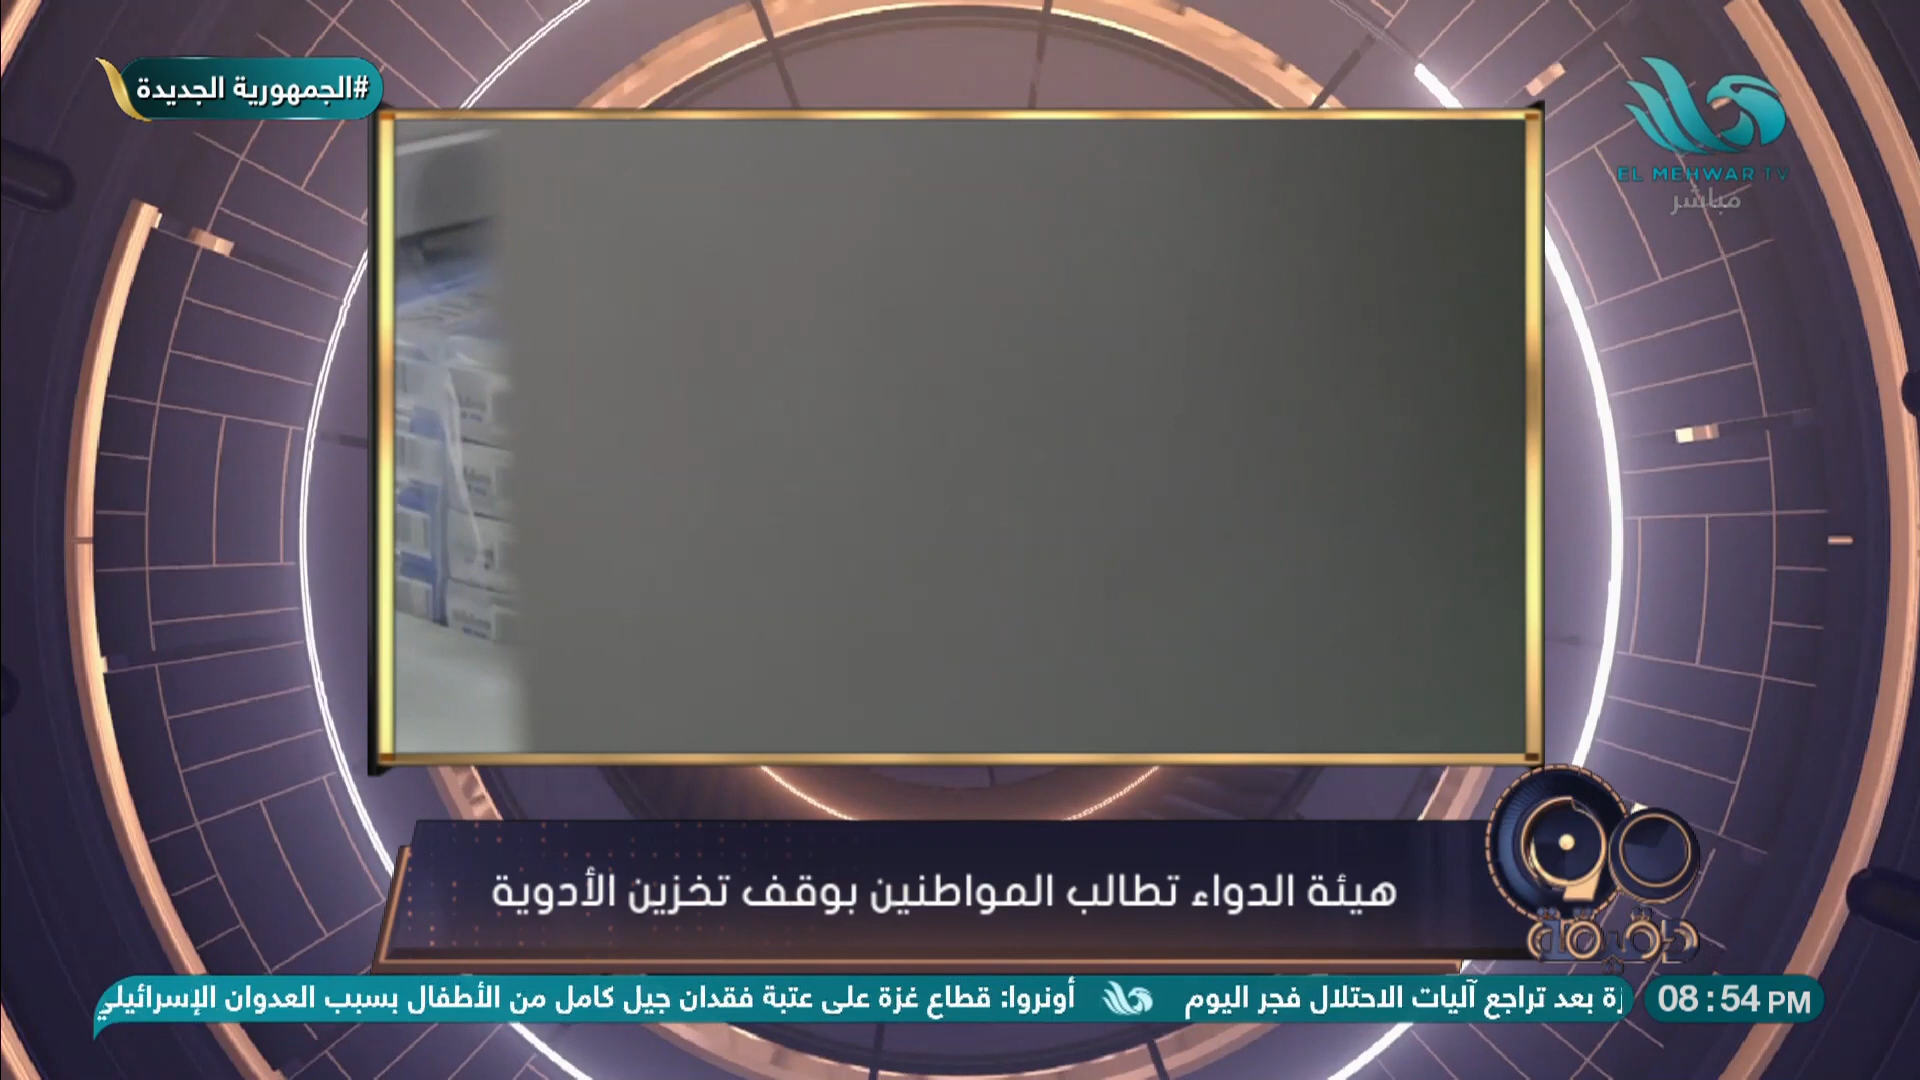 #الجمهورية الجديدة
EL MEHWAR TV
مباشر
هيئة الدواء تطالب المواطنين بوقف تخزين الأدوية
90
دقيقة
زة بعد تراجع آليات الاحتلال فجر اليوم
أونروا: قطاع غزة على عتبة فقدان جيل كامل من الأطفال بسبب العدوان الإسرائيلي
08:54 PM